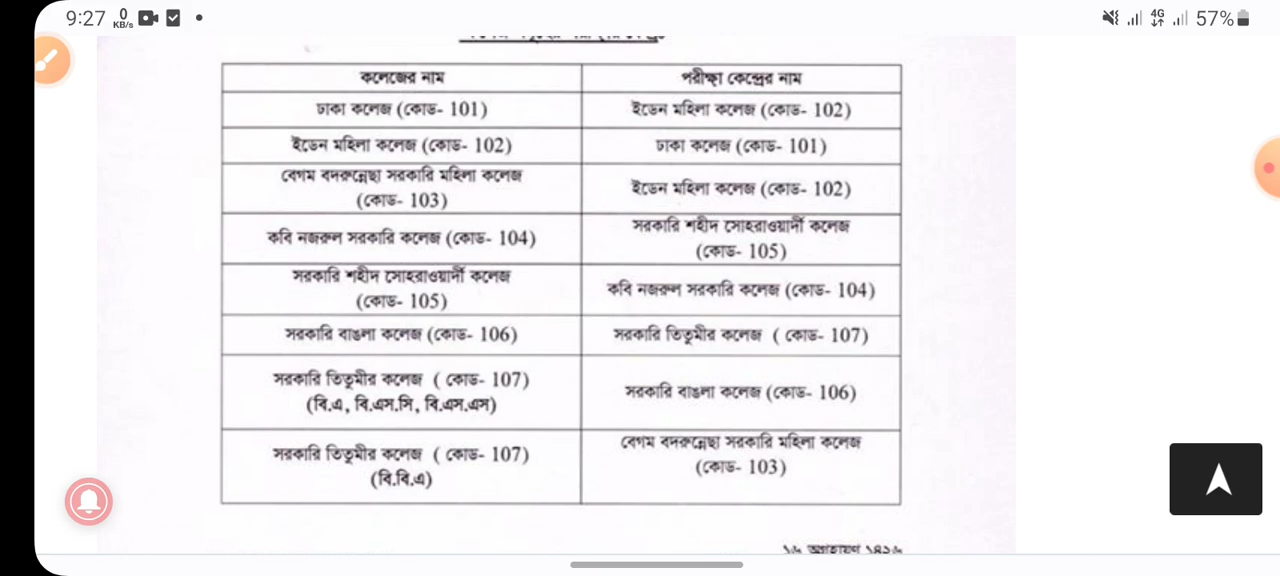 9:27 0 KB/s 4G 57%
কলেজের নাম পরীক্ষা কেন্দ্রের নাম
ঢাকা কলেজ (কোড- 101) ইডেন মহিলা কলেজ (কোড- 102)
ইডেন মহিলা কলেজ (কোড- 102) ঢাকা কলেজ (কোড- 101)
বেগম বদরুন্নেছা সরকারি মহিলা কলেজ
(কোড- 103) ইডেন মহিলা কলেজ (কোড- 102)
কবি নজরুল সরকারি কলেজ (কোড- 104) সরকারি শহীদ সোহরাওয়ার্দী কলেজ
(কোড- 105)
সরকারি শহীদ সোহরাওয়ার্দী কলেজ
(কোড- 105) কবি নজরুল সরকারি কলেজ (কোড- 104)
সরকারি বাঙলা কলেজ (কোড- 106) সরকারি তিতুমীর কলেজ ( কোড- 107)
সরকারি তিতুমীর কলেজ ( কোড- 107)
(বি.এ, বি.এস.সি, বি.এস.এস) সরকারি বাঙলা কলেজ (কোড- 106)
সরকারি তিতুমীর কলেজ ( কোড- 107)
(বি.বি.এ) বেগম বদরুন্নেছা সরকারি মহিলা কলেজ
(কোড- 103)